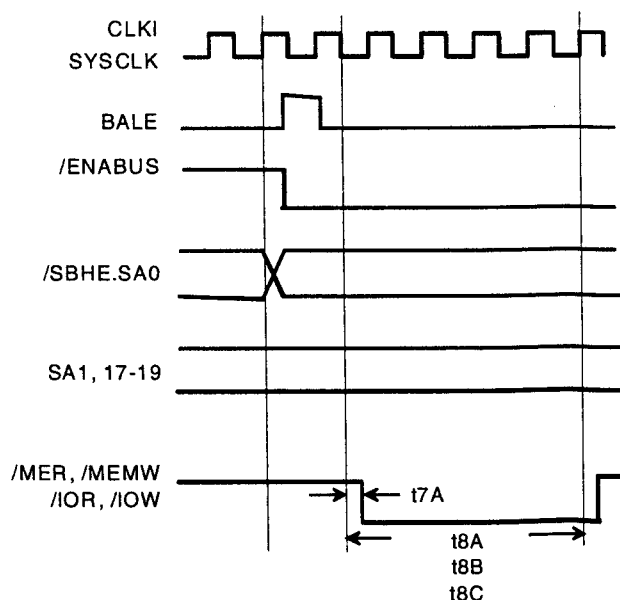 CLKI
SYSCLK
BALE
/ENABUS
/SBHE.SA0
SA1, 17-19
/MER, /MEMW
/IOR, /IOW
t7A
t8A
t8B
t8C